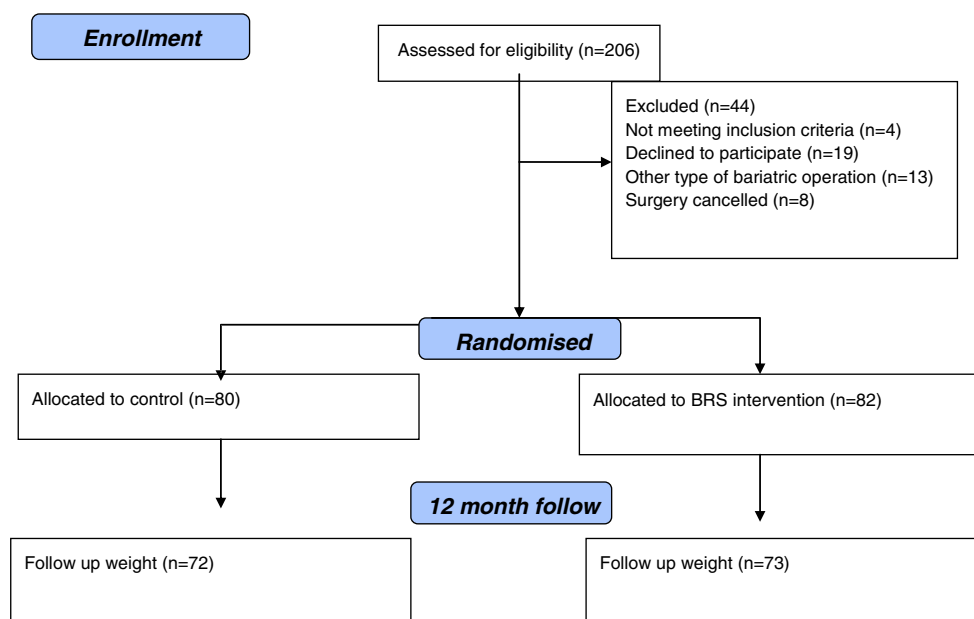 Enrollment
Assessed for eligibility (n=206)
Excluded (n=44)
Not meeting inclusion criteria (n=4)
Declined to participate (n=19)
Other type of bariatric operation (n=13)
Surgery cancelled (n=8)
Randomised
Allocated to control (n=80)
Allocated to BRS intervention (n=82)
12 month follow
Follow up weight (n=72)
Follow up weight (n=73)